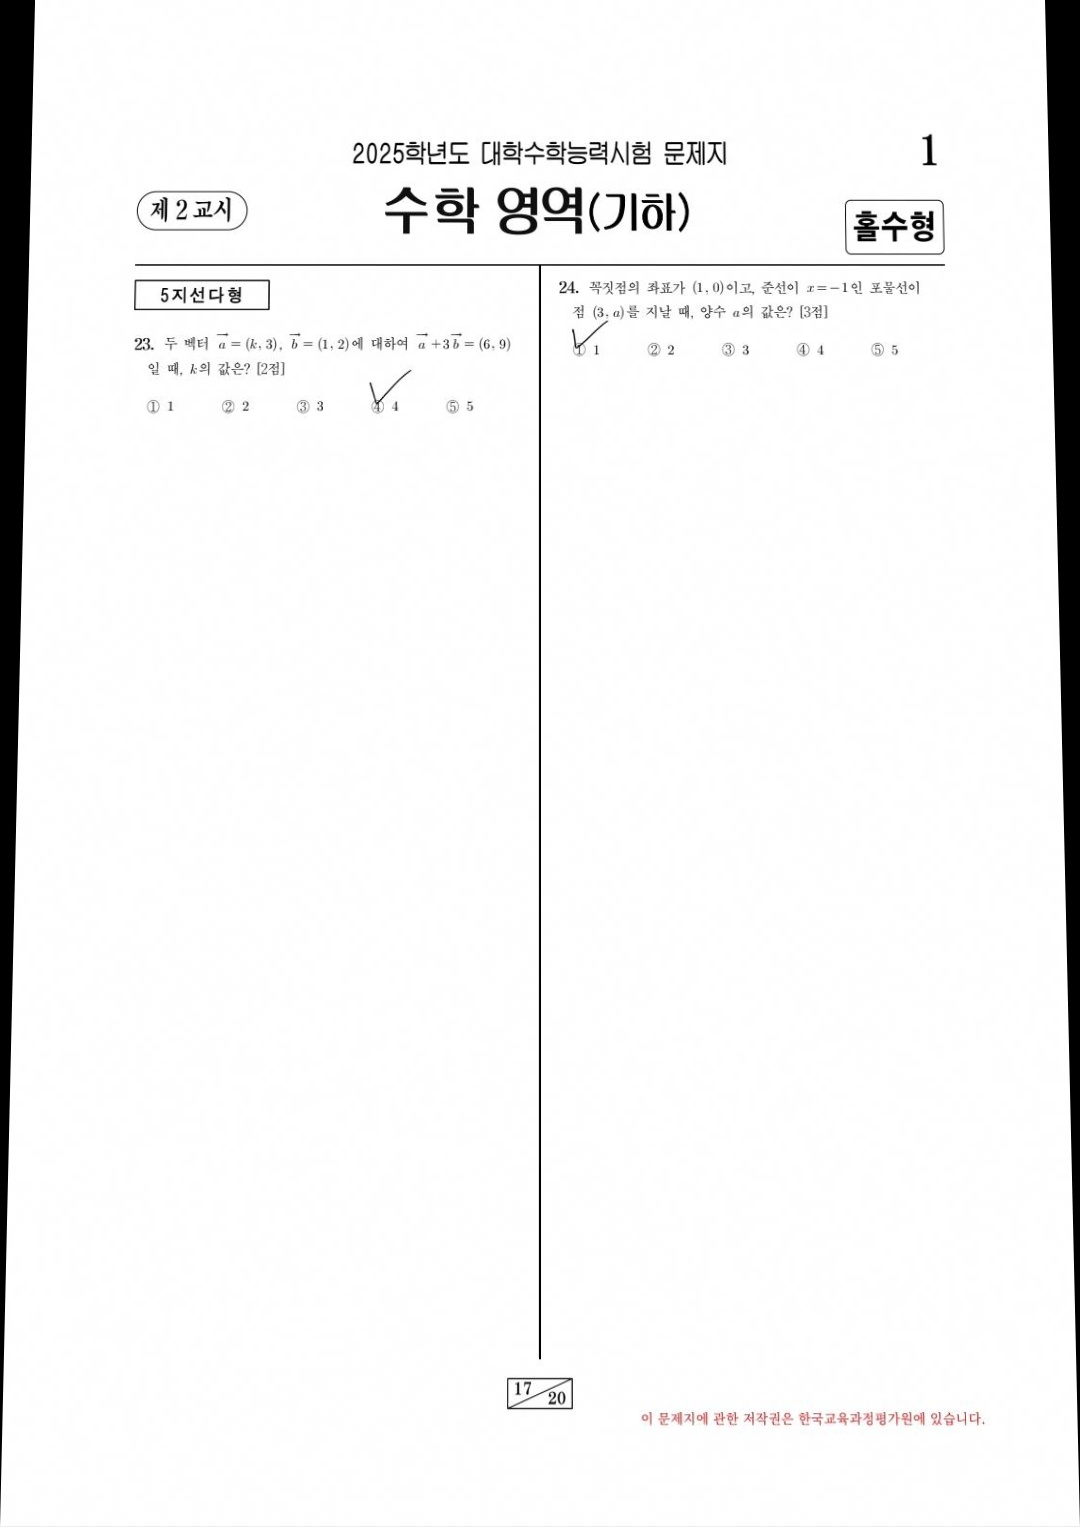 2025학년도 대학수학능력시험 문제지
1
제 2 교시
수학 영역(기하)
홀수형
5지선다형
23. 두 벡터 a⃗ = (k, 3), b⃗ = (1, 2)에 대하여 a⃗ + 3b⃗ = (6, 9)
일 때, k의 값은? [2점]
① 1 ② 2 ③ 3 ④ 4 ⑤ 5
24. 꼭짓점의 좌표가 (1, 0)이고, 준선이 x = −1인 포물선이
점 (3, a)를 지날 때, 양수 a의 값은? [3점]
① 1 ② 2 ③ 3 ④ 4 ⑤ 5
17
20
이 문제지에 관한 저작권은 한국교육과정평가원에 있습니다.